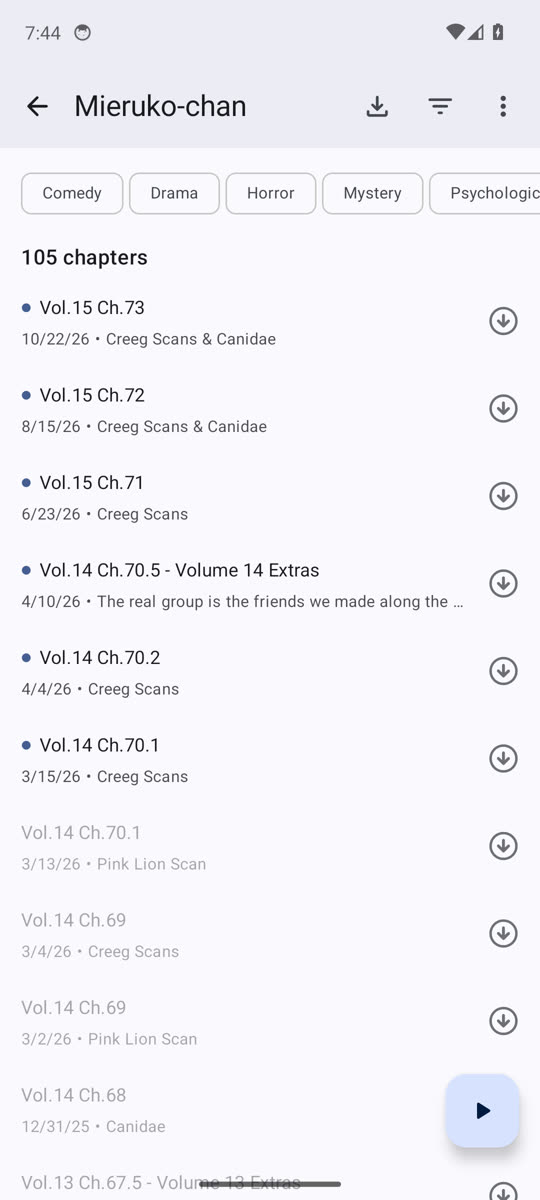 7:44
Mieruko-chan
Comedy
Drama
Horror
Mystery
Psychologic
105 chapters
Vol.15 Ch.73
10/22/26 • Creeg Scans & Canidae
Vol.15 Ch.72
8/15/26 • Creeg Scans & Canidae
Vol.15 Ch.71
6/23/26 • Creeg Scans
Vol.14 Ch.70.5 - Volume 14 Extras
4/10/26 • The real group is the friends we made along the ...
Vol.14 Ch.70.2
4/4/26 • Creeg Scans
Vol.14 Ch.70.1
3/15/26 • Creeg Scans
Vol.14 Ch.70.1
3/13/26 • Pink Lion Scan
Vol.14 Ch.69
3/4/26 • Creeg Scans
Vol.14 Ch.69
3/2/26 • Pink Lion Scan
Vol.14 Ch.68
12/31/25 • Canidae
Vol.13 Ch.67.5 - Volume 13 Extras